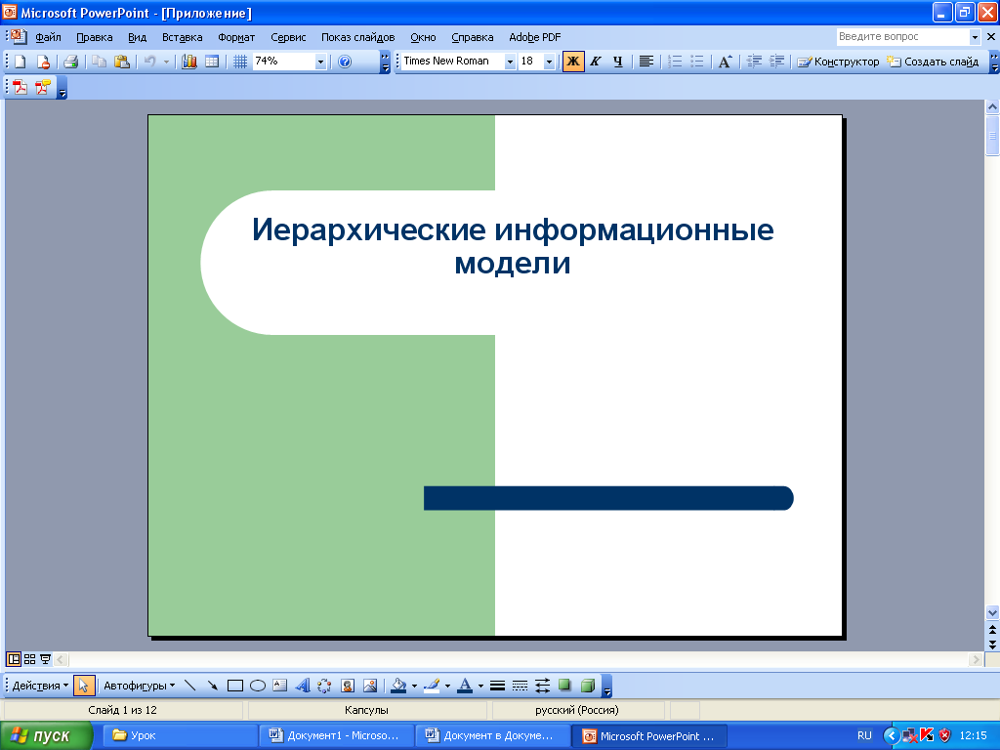 Microsoft PowerPoint - [Приложение]
Файл Правка Вид Вставка Формат Сервис Показ слайдов Окно Справка Adobe PDF Введите вопрос
74% Times New Roman 18 Ж К Ч Конструктор Создать слайд
Иерархические информационные
модели
Действия Автофигуры
Слайд 1 из 12 Капсулы русский (Россия)
пуск Урок Документ1 - Microso... Документ в Докуме... Microsoft PowerPoint ... RU 12:15